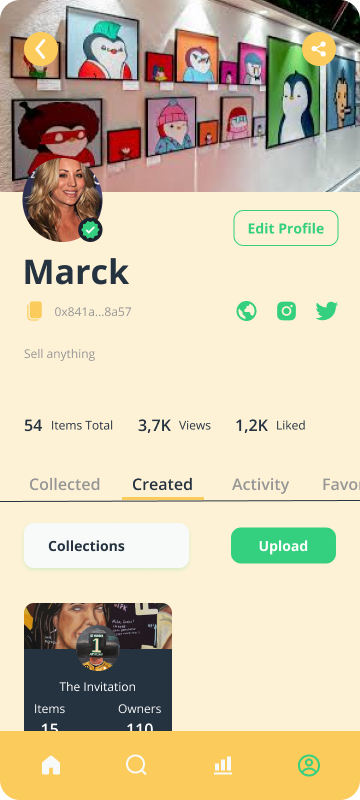 Edit Profile
Marck
0x841a...8a57
Sell anything
54 Items Total 3,7K Views 1,2K Liked
Collected Created Activity Favor
Collections Upload
1
The Invitation
Items Owners
15 110